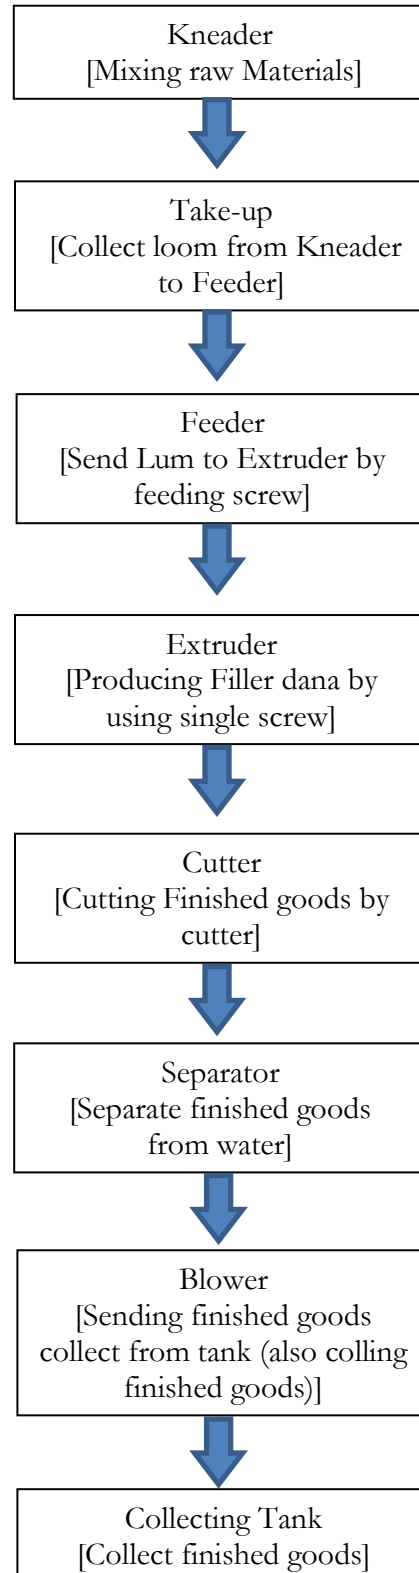 Kneader
[Mixing raw Materials]
Take-up
[Collect loom from Kneader
to Feeder]
Feeder
[Send Lum to Extruder by
feeding screw]
Extruder
[Producing Filler dana by
using single screw]
Cutter
[Cutting Finished goods by
cutter]
Separator
[Separate finished goods
from water]
Blower
[Sending finished goods
collect from tank (also colling
finished goods)]
Collecting Tank
[Collect finished goods]